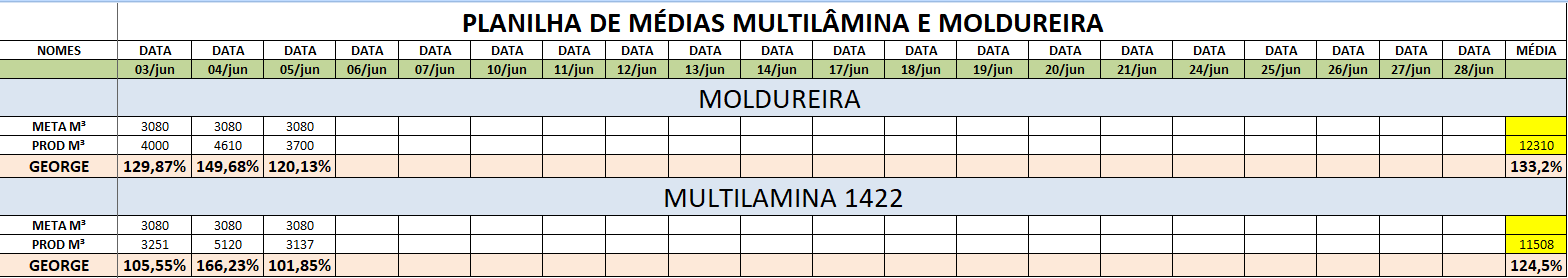 PLANILHA DE MÉDIAS MULTILÂMINA E MOLDUREIRA
NOMES DATA DATA DATA DATA DATA DATA DATA DATA DATA DATA DATA DATA DATA DATA DATA DATA DATA DATA DATA DATA MÉDIA
03/jun 04/jun 05/jun 06/jun 07/jun 10/jun 11/jun 12/jun 13/jun 14/jun 17/jun 18/jun 19/jun 20/jun 21/jun 24/jun 25/jun 26/jun 27/jun 28/jun
MOLDUREIRA
META M³ 3080 3080 3080
PROD M³ 4000 4610 3700 12310
GEORGE 129,87% 149,68% 120,13% 133,2%
MULTILAMINA 1422
META M³ 3080 3080 3080
PROD M³ 3251 5120 3137 11508
GEORGE 105,55% 166,23% 101,85% 124,5%